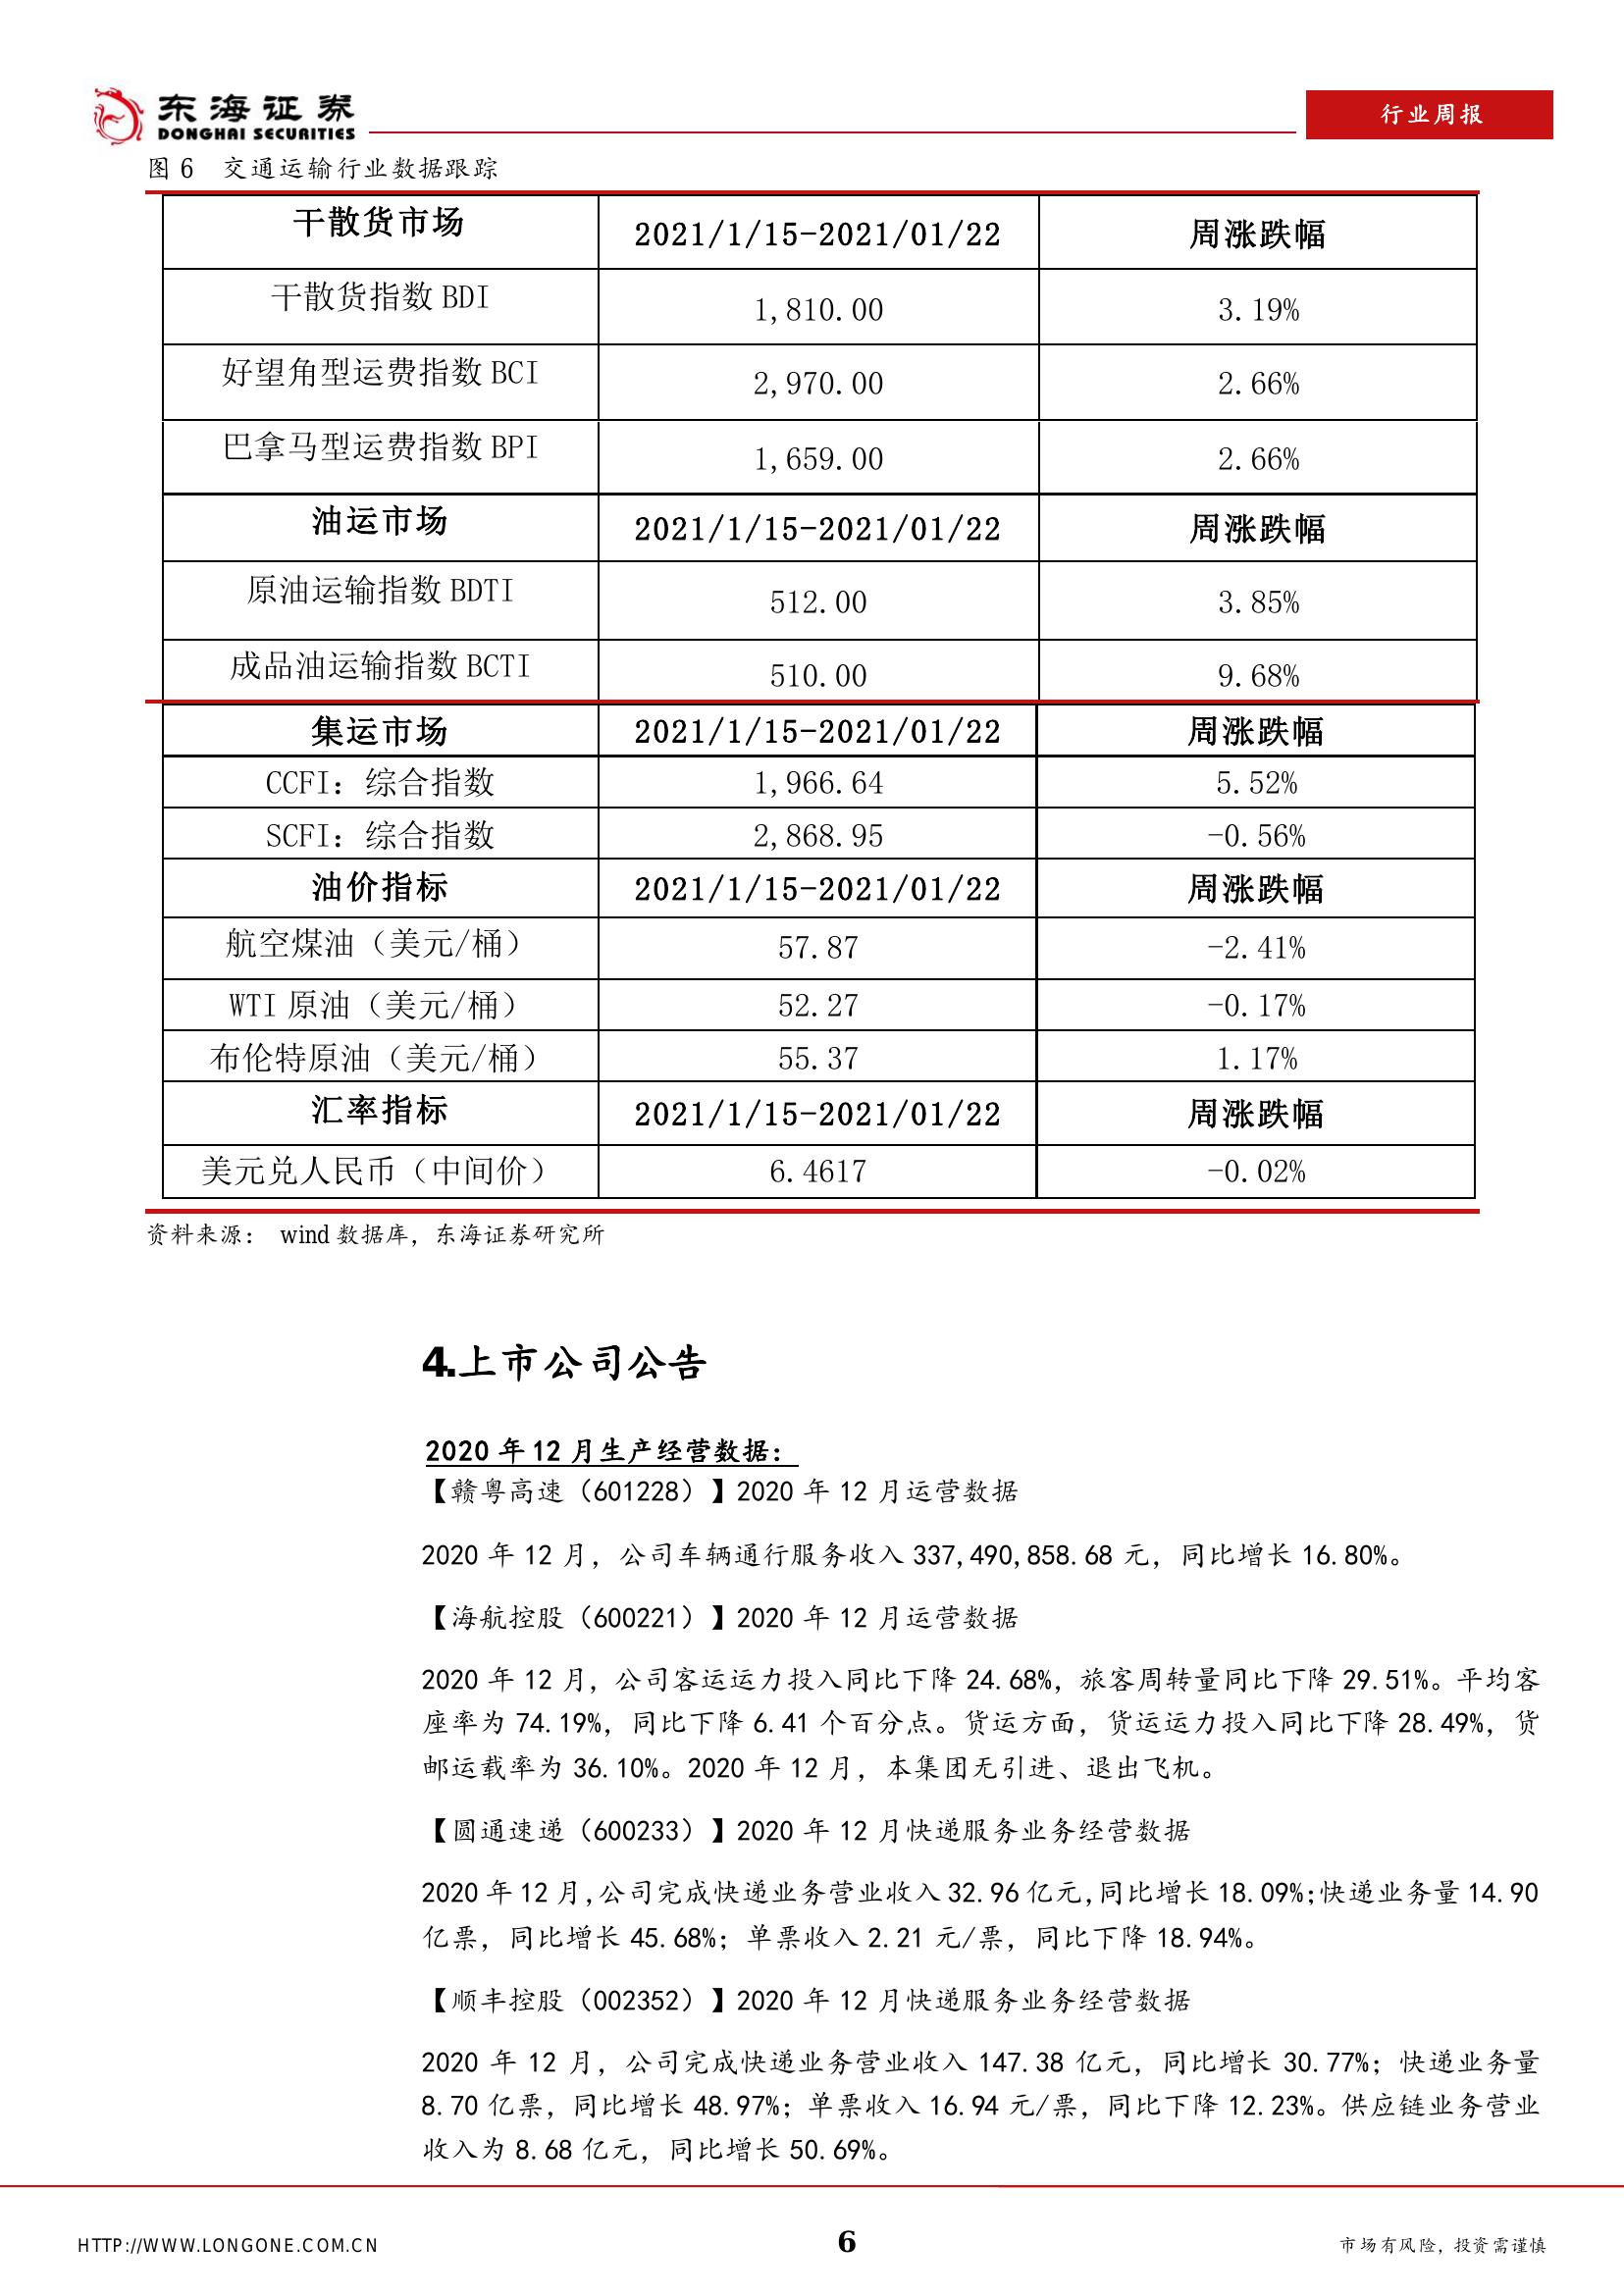 东海证券
DONGHAI SECURITIES
行业周报
图 6 交通运输行业数据跟踪
干散货市场 2021/1/15-2021/01/22 周涨跌幅
干散货指数 BDI 1,810.00 3.19%
好望角型运费指数 BCI 2,970.00 2.66%
巴拿马型运费指数 BPI 1,659.00 2.66%
油运市场 2021/1/15-2021/01/22 周涨跌幅
原油运输指数 BDTI 512.00 3.85%
成品油运输指数 BCTI 510.00 9.68%
集运市场 2021/1/15-2021/01/22 周涨跌幅
CCFI：综合指数 1,966.64 5.52%
SCFI：综合指数 2,868.95 -0.56%
油价指标 2021/1/15-2021/01/22 周涨跌幅
航空煤油（美元/桶） 57.87 -2.41%
WTI 原油（美元/桶） 52.27 -0.17%
布伦特原油（美元/桶） 55.37 1.17%
汇率指标 2021/1/15-2021/01/22 周涨跌幅
美元兑人民币（中间价） 6.4617 -0.02%
资料来源： wind 数据库，东海证券研究所
4.上市公司公告
2020 年 12 月生产经营数据：
【赣粤高速（601228）】2020 年 12 月运营数据
2020 年 12 月，公司车辆通行服务收入 337,490,858.68 元，同比增长 16.80%。
【海航控股（600221）】2020 年 12 月运营数据
2020 年 12 月，公司客运运力投入同比下降 24.68%，旅客周转量同比下降 29.51%。平均客
座率为 74.19%，同比下降 6.41 个百分点。货运方面，货运运力投入同比下降 28.49%，货
邮运载率为 36.10%。2020 年 12 月，本集团无引进、退出飞机。
【圆通速递（600233）】2020 年 12 月快递服务业务经营数据
2020 年 12 月,公司完成快递业务营业收入 32.96 亿元,同比增长 18.09%;快递业务量 14.90
亿票，同比增长 45.68%；单票收入 2.21 元/票，同比下降 18.94%。
【顺丰控股（002352）】2020 年 12 月快递服务业务经营数据
2020 年 12 月，公司完成快递业务营业收入 147.38 亿元，同比增长 30.77%；快递业务量
8.70 亿票，同比增长 48.97%；单票收入 16.94 元/票，同比下降 12.23%。供应链业务营业
收入为 8.68 亿元，同比增长 50.69%。
HTTP://WWW.LONGONE.COM.CN 6 市场有风险，投资需谨慎